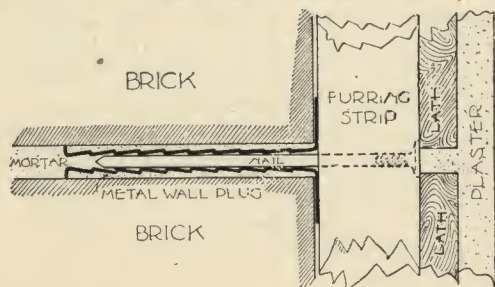 BRICK
FURRING
STRIP
LATH
PLASTER
MORTAR
NAIL
METAL WALL PLUG
BRICK
LATH